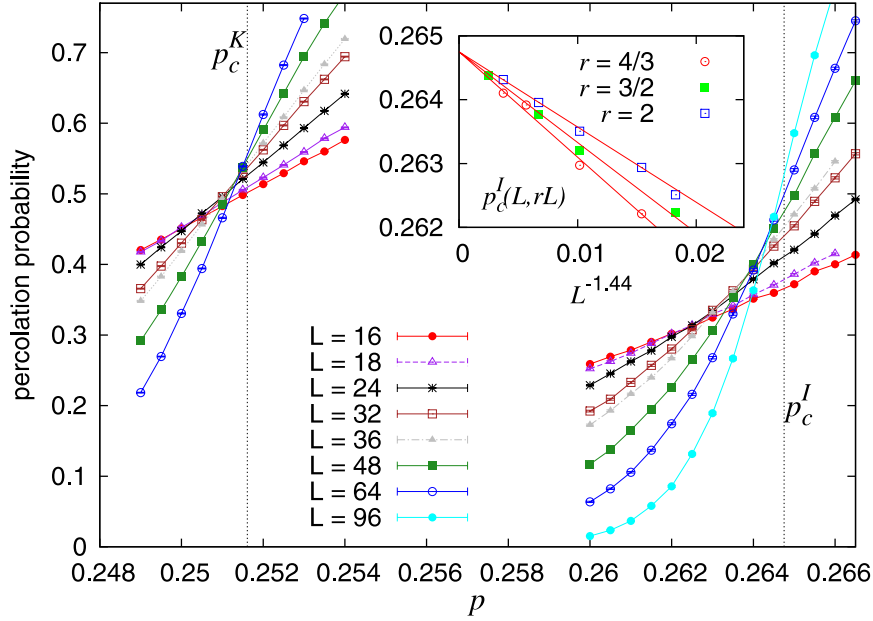 percolation probability
0.7
0.6
0.5
0.4
0.3
0.2
0.1
0
0.248
0.25
0.252
0.254
0.256
0.258
0.26
0.262
0.264
0.266
p
p_c^K
p_c^I
L = 16
L = 18
L = 24
L = 32
L = 36
L = 48
L = 64
L = 96
0.265
0.264
0.263
0.262
0
0.01
0.02
L^{-1.44}
p_c^I(L,rL)
r = 4/3
r = 3/2
r = 2